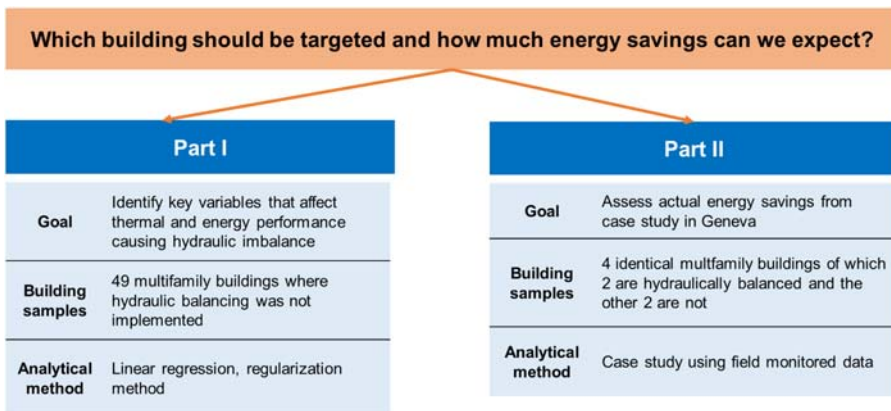 Which building should be targeted and how much energy savings can we expect?
Part I
Goal
Identify key variables that affect
thermal and energy performance
causing hydraulic imbalance
Building
samples
49 multifamily buildings where
hydraulic balancing was not
implemented
Analytical
method
Linear regression, regularization
method
Part II
Goal
Assess actual energy savings from
case study in Geneva
Building
samples
4 identical multfamily buildings of which
2 are hydraulically balanced and the
other 2 are not
Analytical
method
Case study using field monitored data